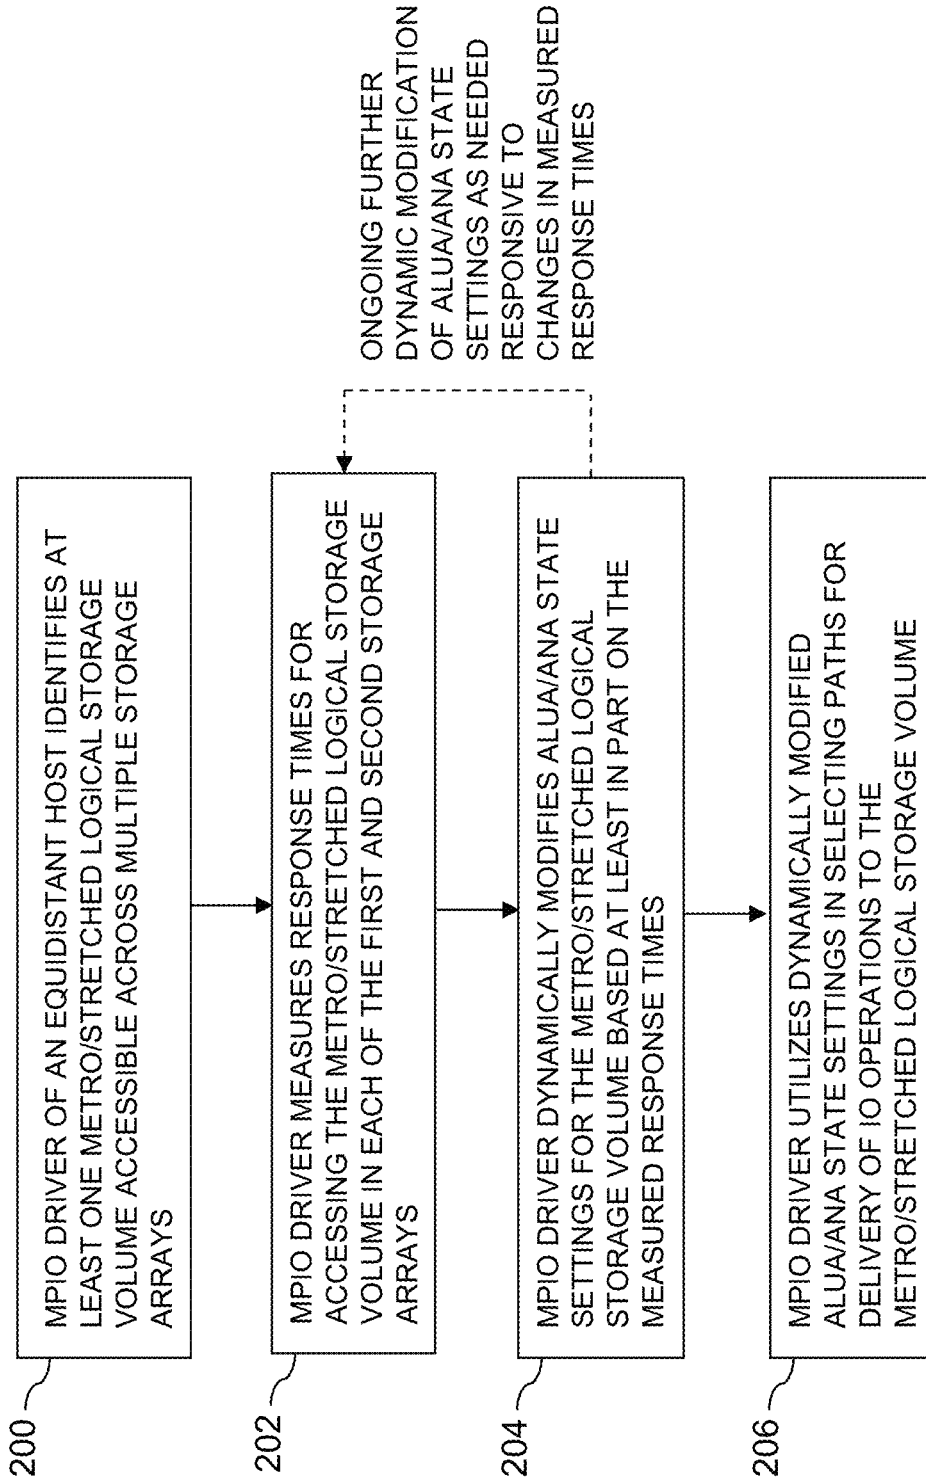 200
MPIO DRIVER OF AN EQUIDISTANT HOST IDENTIFIES AT
LEAST ONE METRO/STRETCHED LOGICAL STORAGE
VOLUME ACCESSIBLE ACROSS MULTIPLE STORAGE
ARRAYS
202
MPIO DRIVER MEASURES RESPONSE TIMES FOR
ACCESSING THE METRO/STRETCHED LOGICAL STORAGE
VOLUME IN EACH OF THE FIRST AND SECOND STORAGE
ARRAYS
204
MPIO DRIVER DYNAMICALLY MODIFIES ALUA/ANA STATE
SETTINGS FOR THE METRO/STRETCHED LOGICAL
STORAGE VOLUME BASED AT LEAST IN PART ON THE
MEASURED RESPONSE TIMES
206
MPIO DRIVER UTILIZES DYNAMICALLY MODIFIED
ALUA/ANA STATE SETTINGS IN SELECTING PATHS FOR
DELIVERY OF IO OPERATIONS TO THE
METRO/STRETCHED LOGICAL STORAGE VOLUME
ONGOING FURTHER
DYNAMIC MODIFICATION
OF ALUA/ANA STATE
SETTINGS AS NEEDED
RESPONSIVE TO
CHANGES IN MEASURED
RESPONSE TIMES